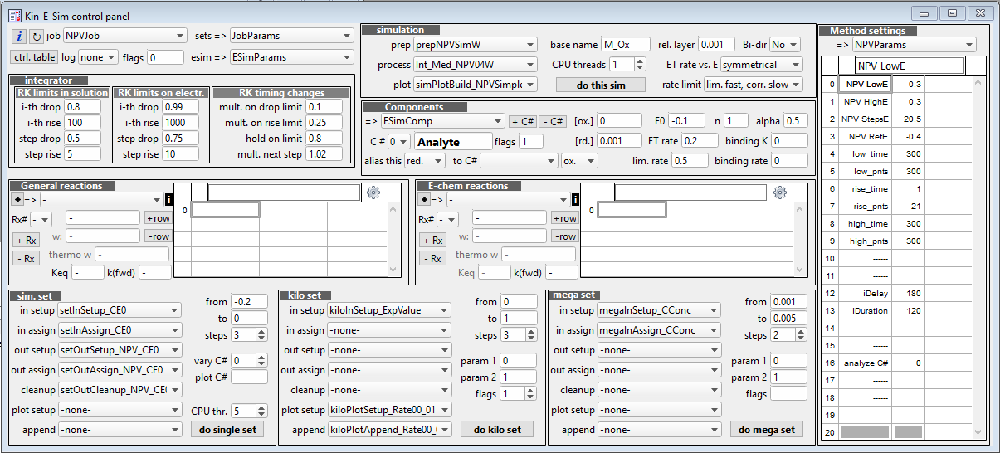 Kin-E-Sim control panel
i job NPVJob sets => JobParams
ctrl. table log none flags 0 esim => ESimParams
integrator
RK limits in solution RK limits on electr. RK timing changes
i-th drop 0.8 i-th drop 0.99 mult. on drop limit 0.1
i-th rise 100 i-th rise 1000 mult. on rise limit 0.25
step drop 0.5 step drop 0.75 hold on limit 0.8
step rise 5 step rise 10 mult. next step 1.02
simulation
prep prepNPVSimW base name M_Ox rel. layer 0.001 Bi-dir No
process Int_Med_NPV04W CPU threads 1 ET rate vs. E symmetrical
plot simPlotBuild_NPVSimple do this sim rate limit lim. fast, corr. slow
Components
=> ESimComp + C# - C# [ox.] 0 E0 -0.1 n 1 alpha 0.5
C # 0 Analyte flags 1 [rd.] 0.001 ET rate 0.2 binding K 0
alias this red. to C# ox. lim. rate 0.5 binding rate 0
General reactions
=> - i
0
Rx# - - +row
+ Rx w: - -row
- Rx thermo w -
Keq - k(fwd) -
E-chem reactions
=> - i
0
Rx# - - +row
+ Rx w: - -row
- Rx thermo w -
Keq - k(fwd) -
sim. set
from -0.2
in setup setInSetup_CE0
to 0
in assign setInAssign_CE0
steps 3
out setup setOutSetup_NPV_CE0
vary C# 0
out assign setOutAssign_NPV_CE0
plot C#
cleanup setOutCleanup_NPV_CE0
plot setup -none-
CPU thr. 5
append -none- do single set
kilo set
from 0
in setup kiloInSetup_ExpValue
to 1
in assign -none-
steps 3
out setup -none-
param 1 0
out assign -none-
param 2 1
cleanup -none-
flags 1
plot setup kiloPlotSetup_Rate00_01
append kiloPlotAppend_Rate00_ do kilo set
mega set
from 0.001
in setup megaInSetup_CConc
to 0.005
in assign megaInAssign_CConc
steps 2
out setup -none-
param 1 0
out assign -none-
param 2 1
cleanup -none-
flags
plot setup -none-
append -none- do mega set
Method settings
=> NPVParams
NPV LowE
0 NPV LowE -0.3
1 NPV HighE 0.3
2 NPV StepsE 20.5
3 NPV RefE -0.4
4 low_time 300
5 low_pnts 300
6 rise_time 1
7 rise_pnts 21
8 high_time 300
9 high_pnts 300
10 ------
11 ------
12 iDelay 180
13 iDuration 120
14 ------
15 ------
16 analyze C# 0
17 ------
18 ------
19 ------
20